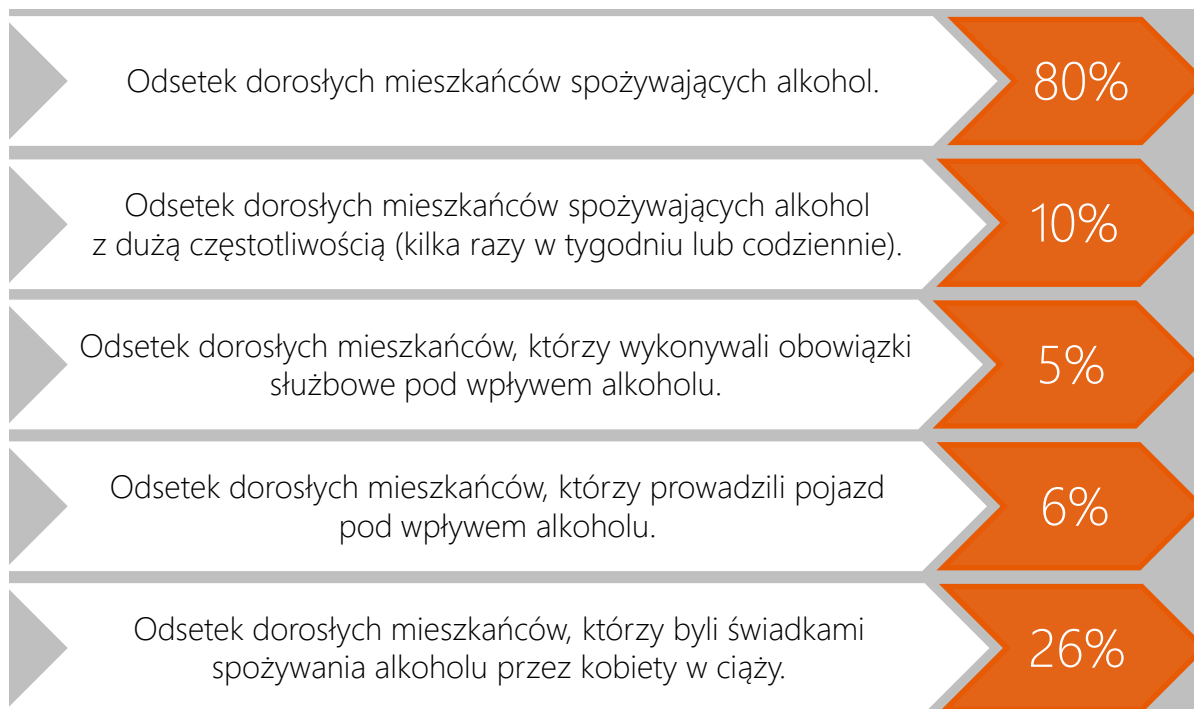 Odsetek dorosłych mieszkańców spożywających alkohol.
80%
Odsetek dorosłych mieszkańców spożywających alkohol
z dużą częstotliwością (kilka razy w tygodniu lub codziennie).
10%
Odsetek dorosłych mieszkańców, którzy wykonywali obowiązki
służbowe pod wpływem alkoholu.
5%
Odsetek dorosłych mieszkańców, którzy prowadzili pojazd
pod wpływem alkoholu.
6%
Odsetek dorosłych mieszkańców, którzy byli świadkami
spożywania alkoholu przez kobiety w ciąży.
26%